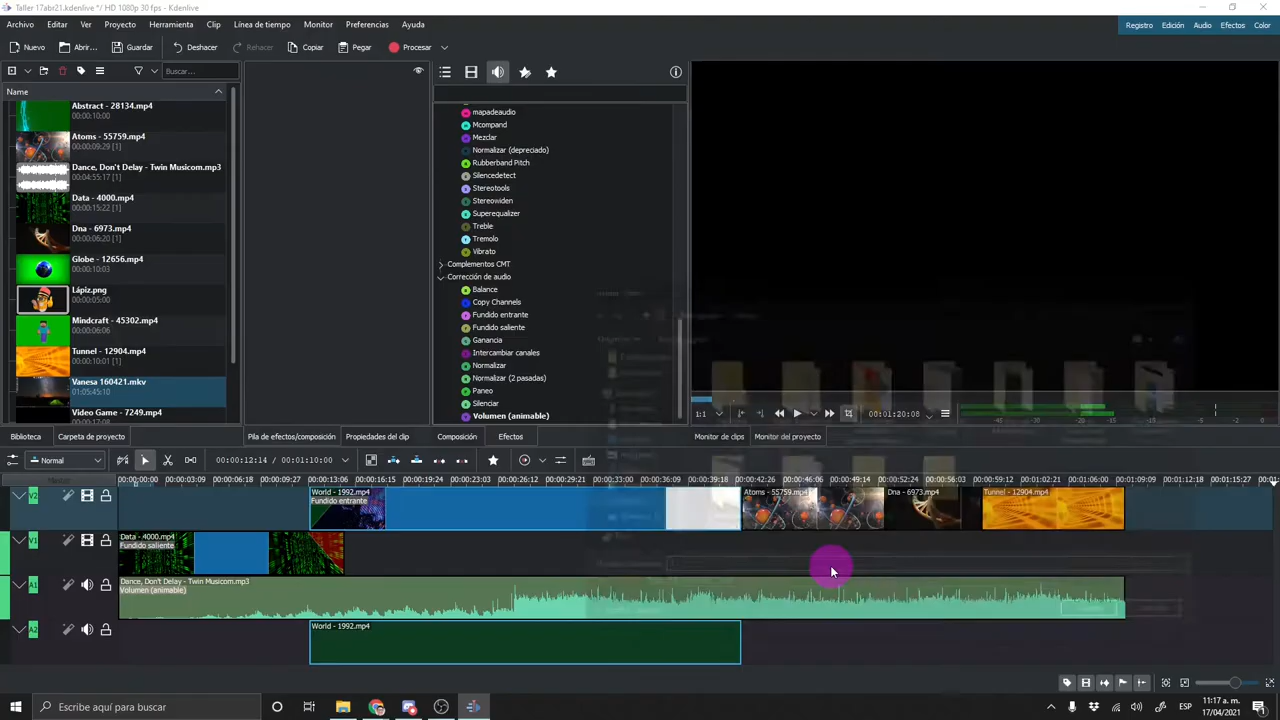 Taller 17abr21.kdenlive */ HD 1080p 30 fps - Kdenlive
Archivo Editar Ver Proyecto Herramienta Clip Línea de tiempo Monitor Preferencias Ayuda
Registro Edición Audio Efectos Color
Nuevo Abrir... Guardar Deshacer Rehacer Copiar Pegar Procesar
Buscar...
Name
Abstract - 28134.mp4
00:00:10:00
Atoms - 55759.mp4
00:00:09:29 [1]
Dance, Don't Delay - Twin Musicom.mp3
00:04:55:17 [1]
Data - 4000.mp4
00:00:15:22 [1]
Dna - 6973.mp4
00:00:06:20 [1]
Globe - 12656.mp4
00:00:10:03
Lápiz.png
00:00:05:00
Mindcraft - 45302.mp4
00:00:06:06
Tunnel - 12904.mp4
00:00:10:01 [1]
Vanesa 160421.mkv
01:05:45:10
Video Game - 7249.mp4
mapadeaudio
Mcompand
Mezclar
Normalizar (depreciado)
Rubberband Pitch
Silencedetect
Stereotools
Stereowiden
Superequalizer
Treble
Tremolo
Vibrato
Complementos CMT
Corrección de audio
Balance
Copy Channels
Fundido entrante
Fundido saliente
Ganancia
Intercambiar canales
Normalizar
Normalizar (2 pasadas)
Paneo
Silenciar
Volumen (animable)
1:1 00:00:01:20:08
-45 -30 -20 -10 -5 0
Biblioteca Carpeta de proyecto Pila de efectos/composición Propiedades del clip Composición Efectos Monitor de clips Monitor del proyecto
Normal 00:00:12:14 / 00:01:10:00
00:00:00:00 00:00:03:09 00:00:06:18 00:00:09:27 00:00:13:06 00:00:16:15 00:00:19:24 00:00:23:03 00:00:26:12 00:00:29:21 00:00:33:00 00:00:36:09 00:00:39:18 00:00:42:26 00:00:46:06 00:00:49:14 00:00:52:24 00:00:56:03 00:00:59:12 00:01:02:21 00:01:06:00 00:01:09:09 00:01:12:18 00:01:15:27
V2
World - 1992.mp4
Fundido entrante
Atoms - 55759.mp4
Dna - 6973.mp4
Tunnel - 12904.mp4
V1
Data - 4000.mp4
Fundido saliente
A1
Dance, Don't Delay - Twin Musicom.mp3
Volumen (animable)
A2
World - 1992.mp4
Escribe aquí para buscar
ESP
11:17 a. m.
17/04/2021